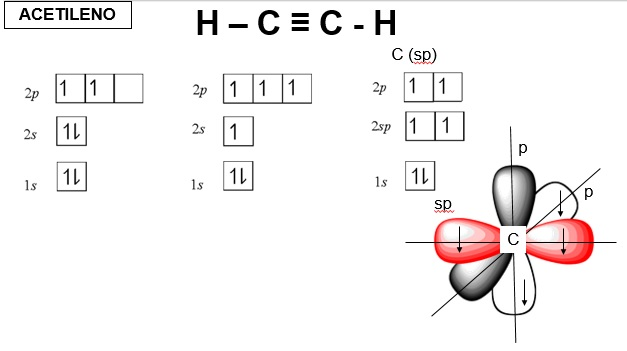 ACETILENO
H – C ≡ C - H
C (sp)
2p 1 1
2p 1 1 1
2p 1 1
2s 1⇂
2s 1
2sp 1 1
1s 1⇂
1s 1⇂
1s 1⇂
p
p
sp
C